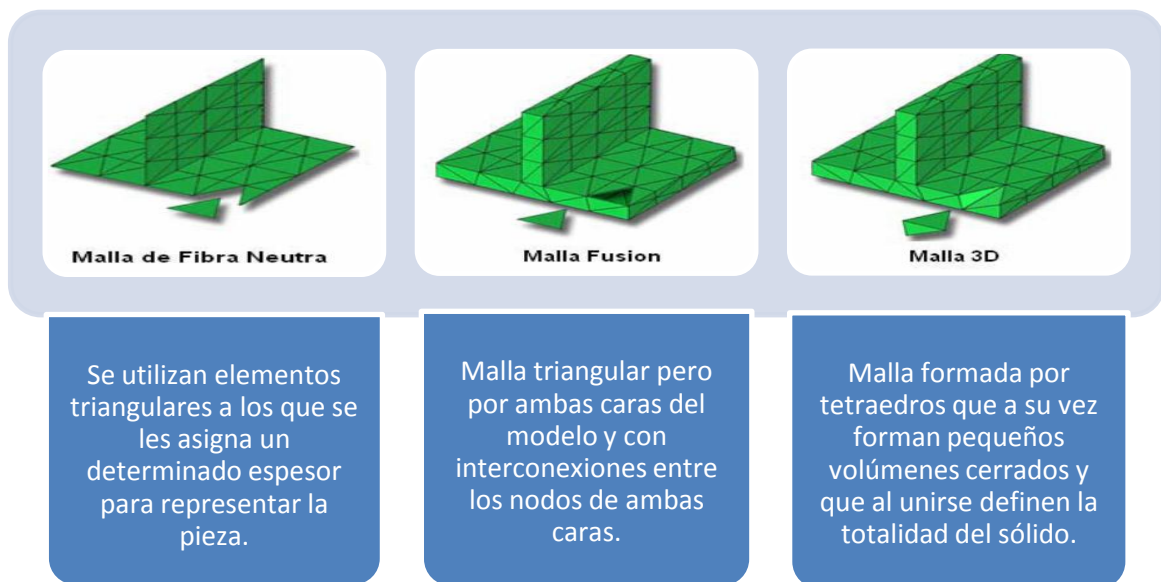 Malla de Fibra Neutra
Malla Fusion
Malla 3D
Se utilizan elementos
triangulares a los que se
les asigna un
determinado espesor
para representar la
pieza.
Malla triangular pero
por ambas caras del
modelo y con
interconexiones entre
los nodos de ambas
caras.
Malla formada por
tetraedros que a su vez
forman pequeños
volúmenes cerrados y
que al unirse definen la
totalidad del sólido.